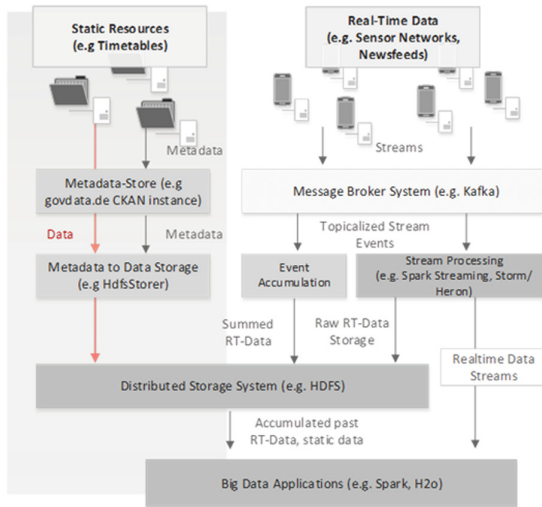 Static Resources
(e.g Timetables)
Real-Time Data
(e.g. Sensor Networks,
Newsfeeds)
Metadata
Streams
Metadata-Store (e.g
govdata.de CKAN instance)
Message Broker System (e.g. Kafka)
Data
Metadata
Topicalized Stream
Events
Metadata to Data Storage
(e.g HdfsStorer)
Event
Accumulation
Stream Processing
(e.g. Spark Streaming, Storm/
Heron)
Summed
RT-Data
Raw RT-Data
Storage
Realtime Data
Streams
Distributed Storage System (e.g. HDFS)
Accumulated past
RT-Data, static data
Big Data Applications (e.g. Spark, H2o)